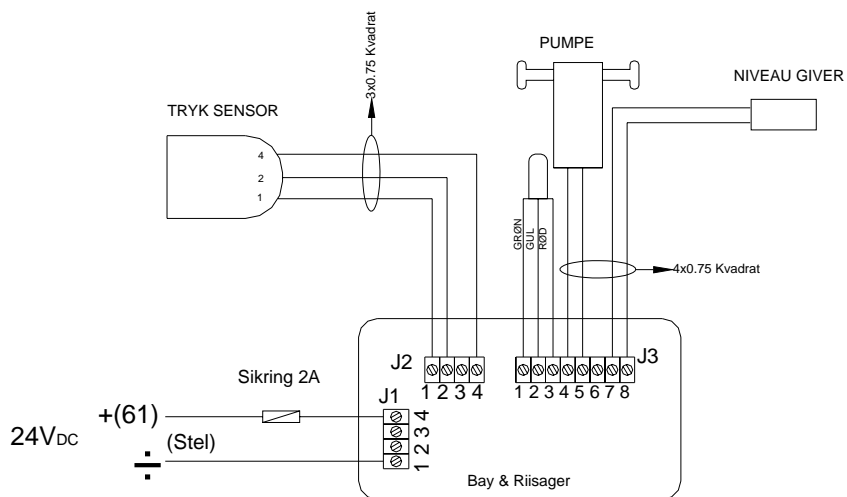 3x0.75 Kvadrat
PUMPE
NIVEAU GIVER
TRYK SENSOR
4
2
1
GRØN
GUL
RØD
4x0.75 Kvadrat
J2
J3
1 2 3 4
1 2 3 4 5 6 7 8
Sikring 2A
J1
+(61)
24VDC
(Stel)
÷
1 2 3 4
Bay & Riisager